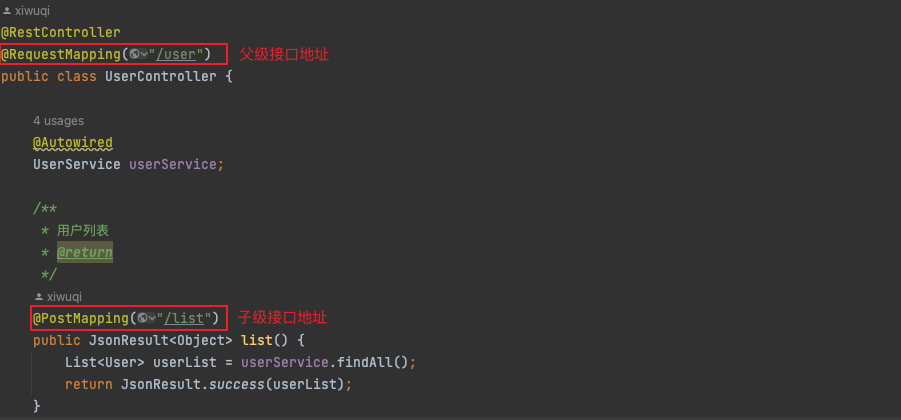 xiwuqi
@RestController
@RequestMapping("/user") 父级接口地址
public class UserController {
4 usages
@Autowired
UserService userService;
/**
* 用户列表
* @return
*/
xiwuqi
@PostMapping("/list") 子级接口地址
public JsonResult<Object> list() {
List<User> userList = userService.findAll();
return JsonResult.success(userList);
}